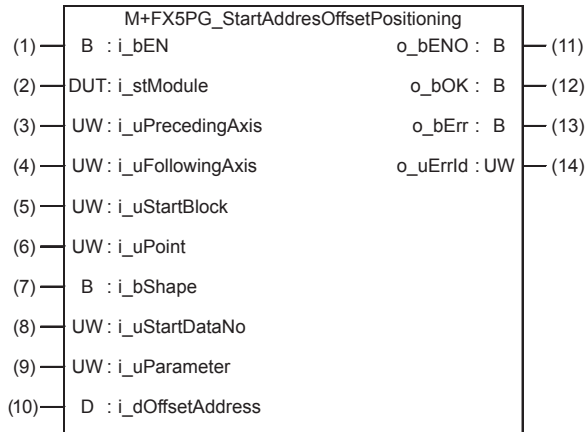 M+FX5PG_StartAddresOffsetPositioning
(1) B : i_bEN o_bENO : B (11)
(2) DUT: i_stModule o_bOK : B (12)
(3) UW : i_uPrecedingAxis o_bErr : B (13)
(4) UW : i_uFollowingAxis o_uErrId : UW (14)
(5) UW : i_uStartBlock
(6) UW : i_uPoint
(7) B : i_bShape
(8) UW : i_uStartDataNo
(9) UW : i_uParameter
(10) D : i_dOffsetAddress